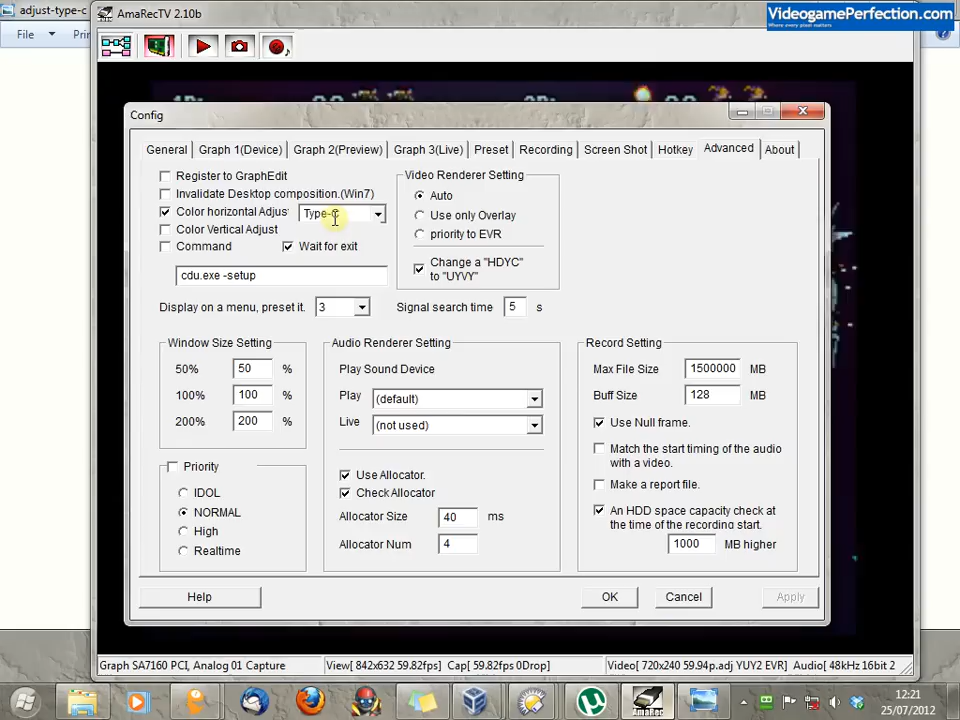 adjust-type-c
AmaRecTV 2.10b
VideogamePerfection.com
Where every pixel matters
File
Config
General
Graph 1(Device)
Graph 2(Preview)
Graph 3(Live)
Preset
Recording
Screen Shot
Hotkey
Advanced
About
Register to GraphEdit
Invalidate Desktop composition.(Win7)
Color horizontal Adjus
Type-C
Color Vertical Adjust
Command
Wait for exit
cdu.exe -setup
Display on a menu, preset it.
3
Video Renderer Setting
Auto
Use only Overlay
priority to EVR
Change a "HDYC"
to "UYVY"
Signal search time
5
s
Window Size Setting
50%
50
%
100%
100
%
200%
200
%
Priority
IDOL
NORMAL
High
Realtime
Audio Renderer Setting
Play Sound Device
Play
(default)
Live
(not used)
Use Allocator.
Check Allocator
Allocator Size
40
ms
Allocator Num
4
Record Setting
Max File Size
1500000
MB
Buff Size
128
MB
Use Null frame.
Match the start timing of the audio
with a video.
Make a report file.
An HDD space capacity check at
the time of the recording start.
1000
MB higher
Help
OK
Cancel
Apply
Graph SA7160 PCI, Analog 01 Capture
View[ 842x632 59.82fps] Cap[ 59.82fps 0Drop]
Video[ 720x240 59.94p.adj YUY2 EVR] Audio[ 48kHz 16bit 2
AmaRec
12:21
25/07/2012